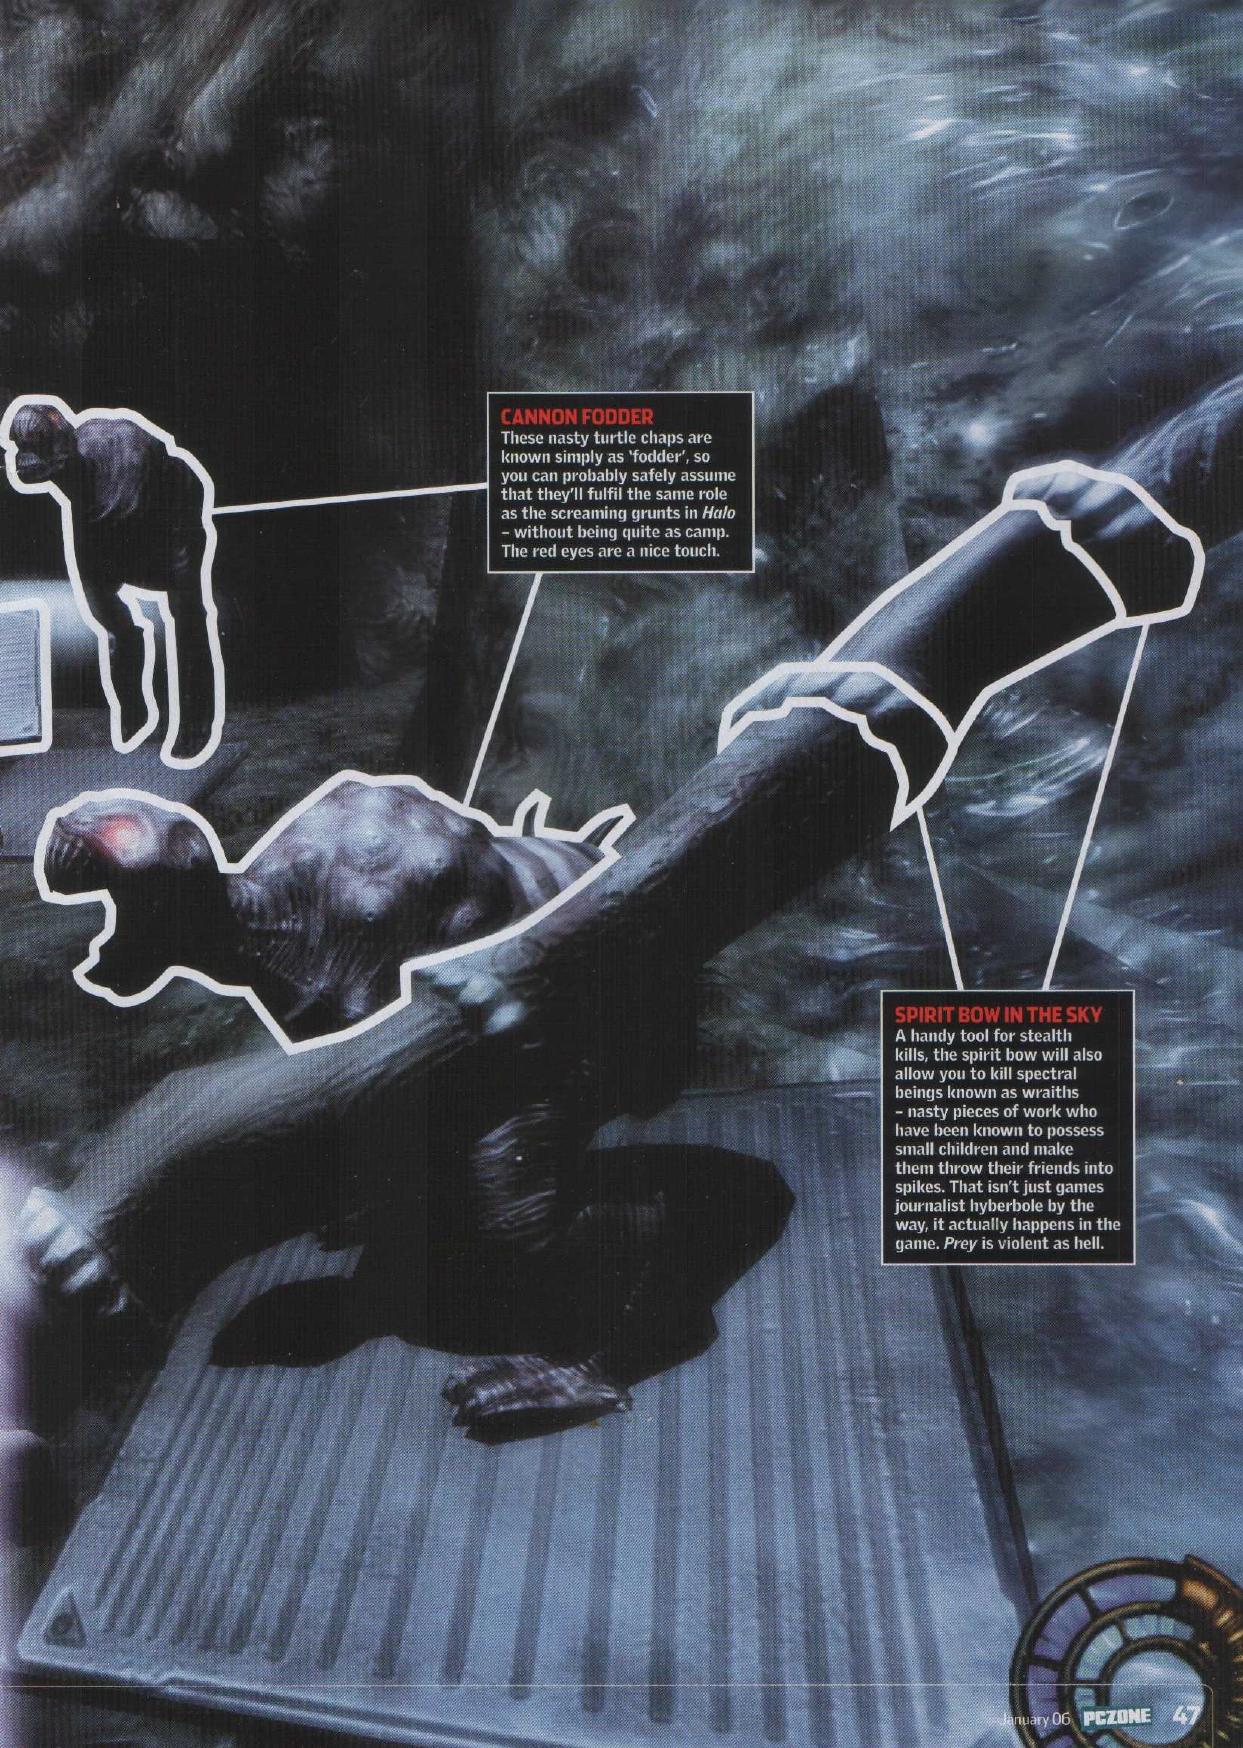 CANNON FODDER
These nasty turtle chaps are
known simply as 'fodder', so
you can probably safely assume
that they'll fulfil the same role
as the screaming grunts in Halo
– without being quite as camp.
The red eyes are a nice touch.
SPIRIT BOW IN THE SKY
A handy tool for stealth
kills, the spirit bow will also
allow you to kill spectral
beings known as wraiths
– nasty pieces of work who
have been known to possess
small children and make
them throw their friends into
spikes. That isn't just games
journalist hyberbole by the
way, it actually happens in the
game. Prey is violent as hell.
January 06 PCZONE 47